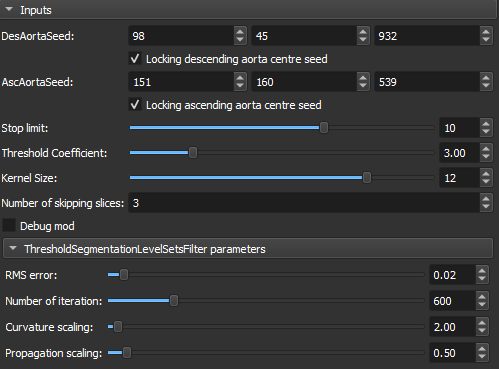 Inputs
DesAortaSeed: 98 45 932
Locking descending aorta centre seed
AscAortaSeed: 151 160 539
Locking ascending aorta centre seed
Stop limit: 10
Threshold Coefficient: 3.00
Kernel Size: 12
Number of skipping slices: 3
Debug mod
ThresholdSegmentationLevelSetsFilter parameters
RMS error: 0.02
Number of iteration: 600
Curvature scaling: 2.00
Propagation scaling: 0.50